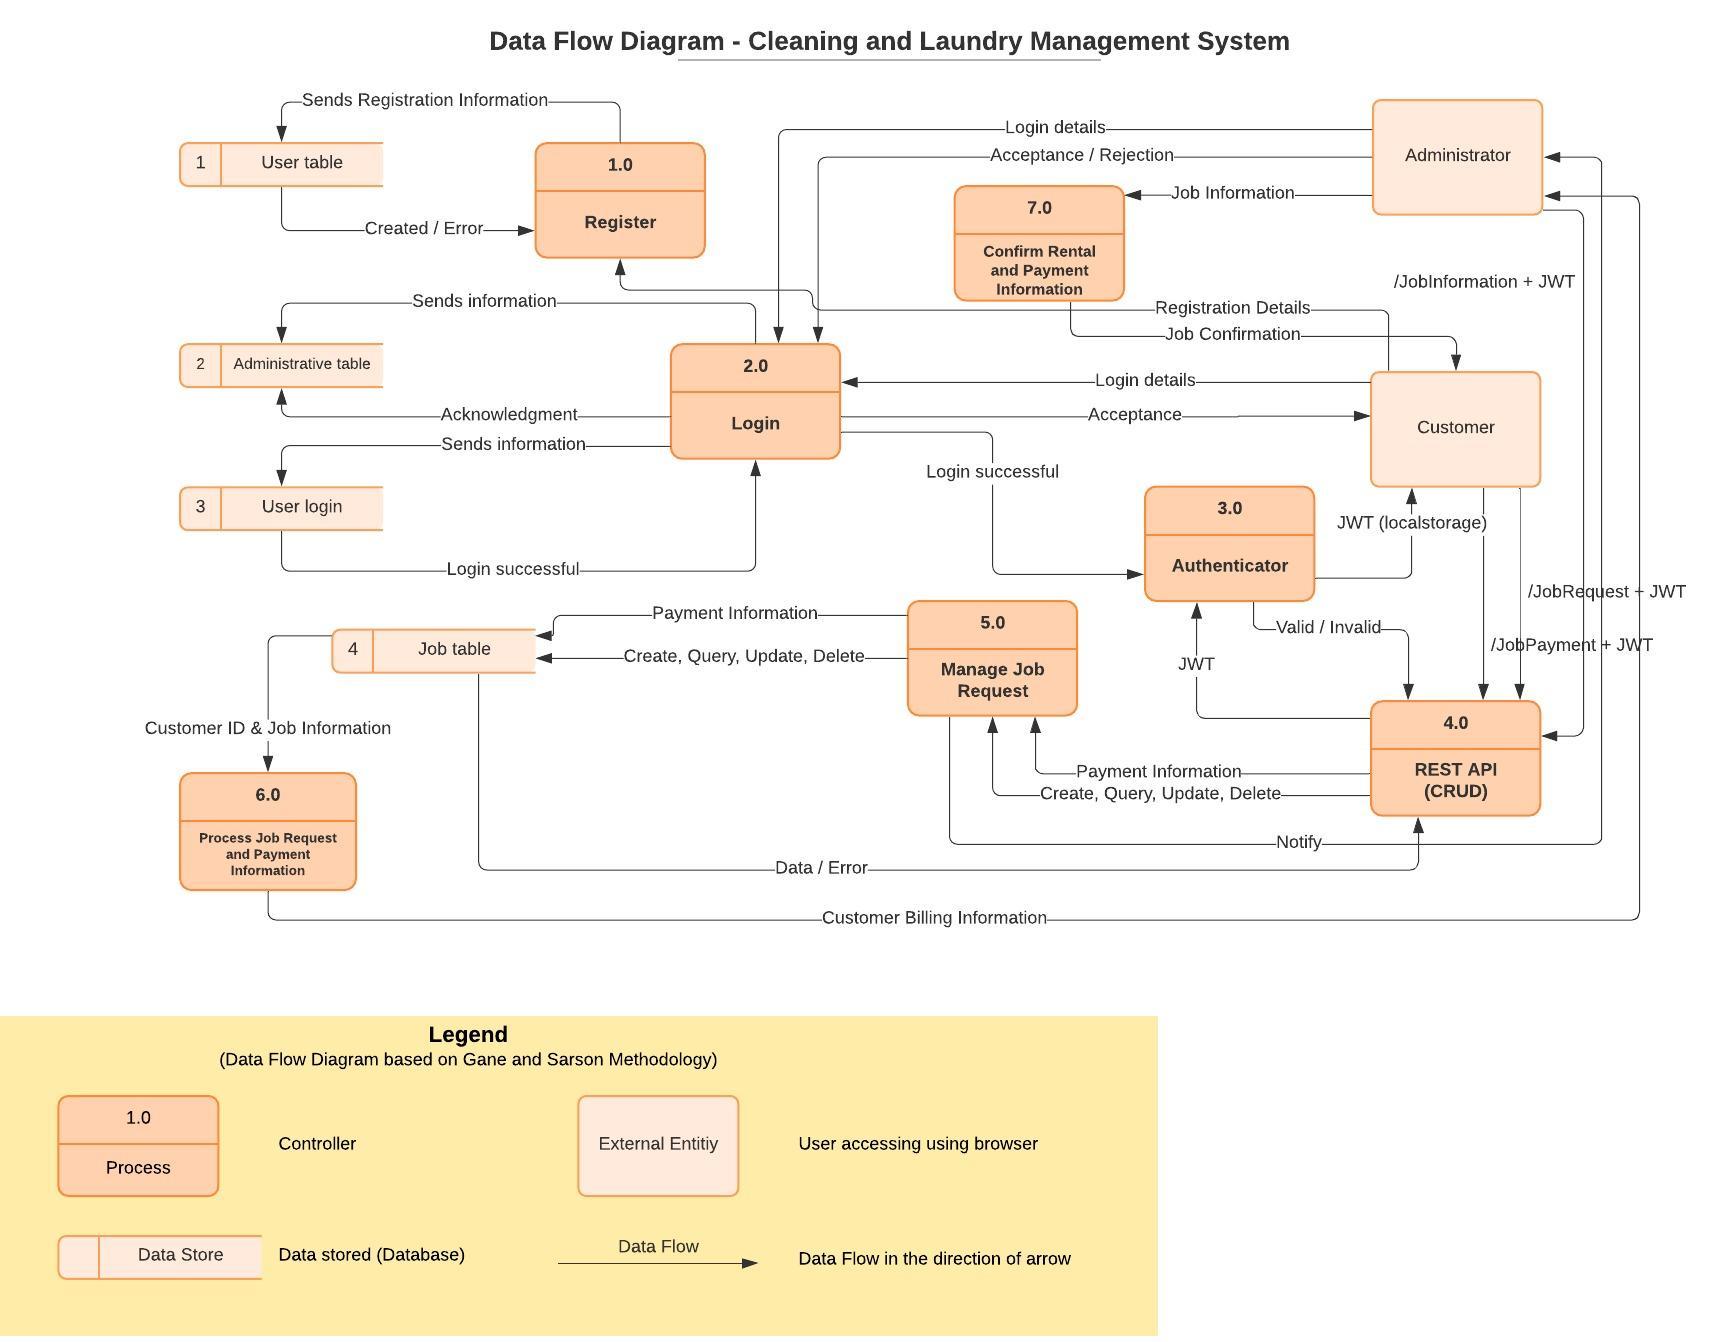 Data Flow Diagram - Cleaning and Laundry Management System
Sends Registration Information
Login details
Administrator
1
User table
1.0
Register
Acceptance / Rejection
Job Information
7.0
Confirm Rental
and Payment
Information
Created / Error
/JobInformation + JWT
Sends information
Registration Details
Job Confirmation
2
Administrative table
2.0
Login
Login details
Acknowledgment
Acceptance
Customer
Sends information
Login successful
3
User login
3.0
Authenticator
JWT (localstorage)
Login successful
/JobRequest + JWT
Payment Information
5.0
Manage Job
Request
Valid / Invalid
/JobPayment + JWT
4
Job table
Create, Query, Update, Delete
JWT
Customer ID & Job Information
4.0
REST API
(CRUD)
6.0
Process Job Request
and Payment
Information
Payment Information
Create, Query, Update, Delete
Notify
Data / Error
Customer Billing Information
Legend
(Data Flow Diagram based on Gane and Sarson Methodology)
1.0
Process
Controller
External Entitiy
User accessing using browser
Data Store
Data stored (Database)
Data Flow
Data Flow in the direction of arrow